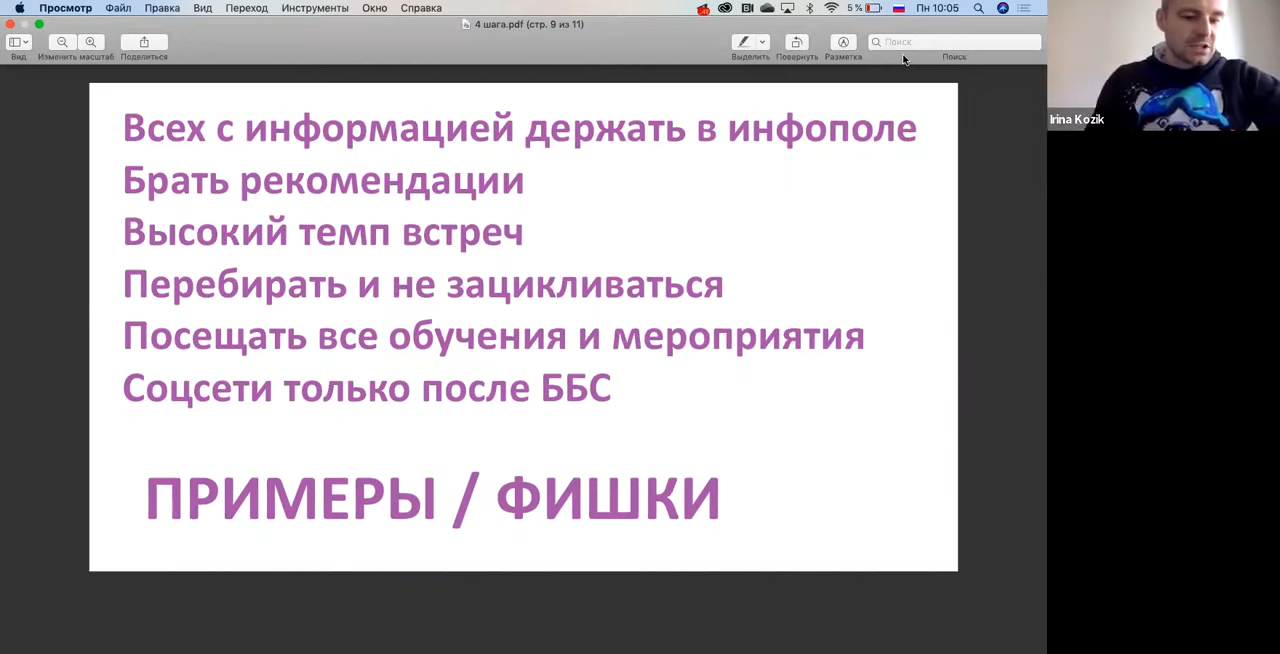 Просмотр Файл Правка Вид Переход Инструменты Окно Справка 5 % Пн 10:05
4 шага.pdf (стр. 9 из 11)
Поиск
Вид Изменить масштаб Поделиться Выделить Повернуть Разметка Поиск
Irina Kozik
Всех с информацией держать в инфополе
Брать рекомендации
Высокий темп встреч
Перебирать и не зацикливаться
Посещать все обучения и мероприятия
Соцсети только после ББС
ПРИМЕРЫ / ФИШКИ